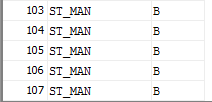 103 ST_MAN B
104 ST_MAN B
105 ST_MAN B
106 ST_MAN B
107 ST_MAN B